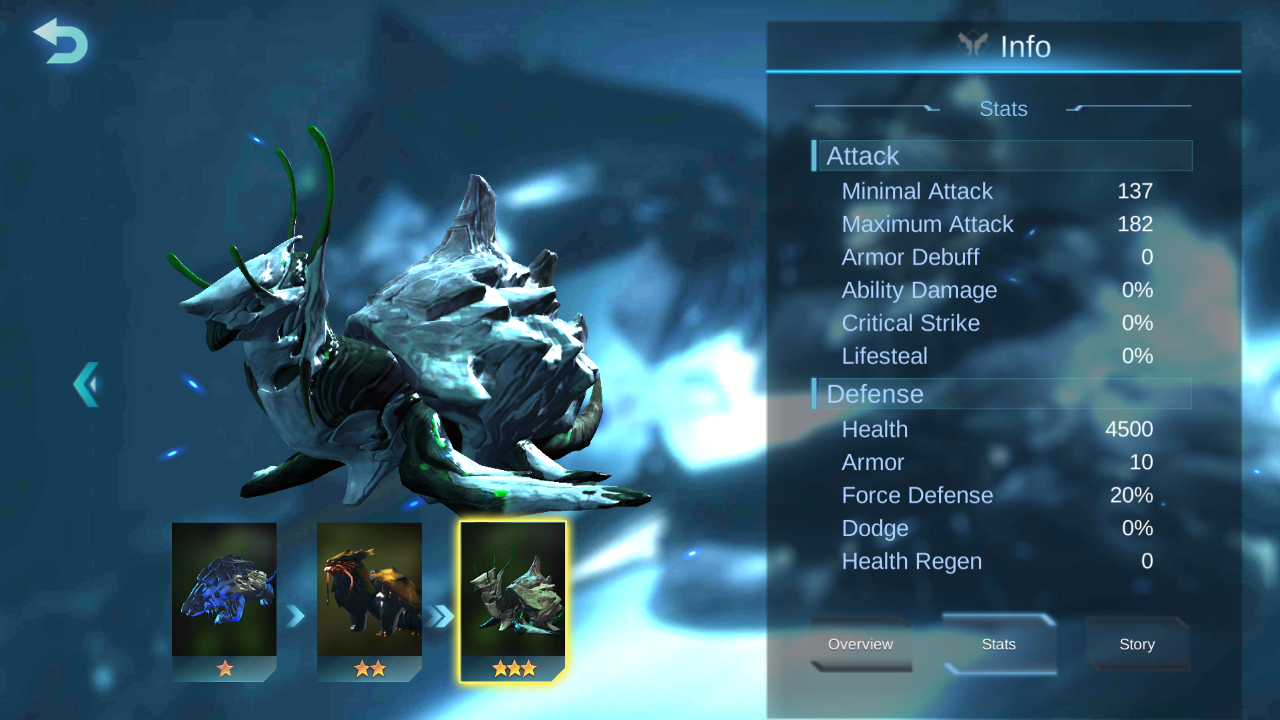 Info
Stats
Attack
Minimal Attack 137
Maximum Attack 182
Armor Debuff 0
Ability Damage 0%
Critical Strike 0%
Lifesteal 0%
Defense
Health 4500
Armor 10
Force Defense 20%
Dodge 0%
Health Regen 0
Overview Stats Story